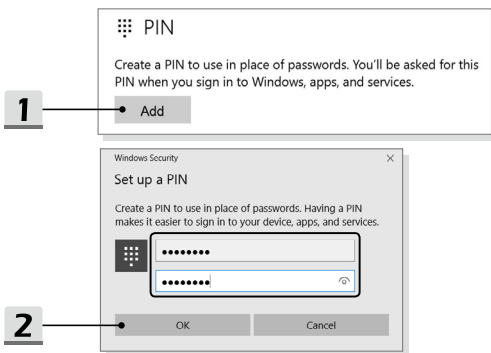 PIN
Create a PIN to use in place of passwords. You'll be asked for this
PIN when you sign in to Windows, apps, and services.
1
Add
Windows Security
Set up a PIN
Create a PIN to use in place of passwords. Having a PIN
makes it easier to sign in to your device, apps, and services.
●●●●●●●●
●●●●●●●●
2
OK
Cancel